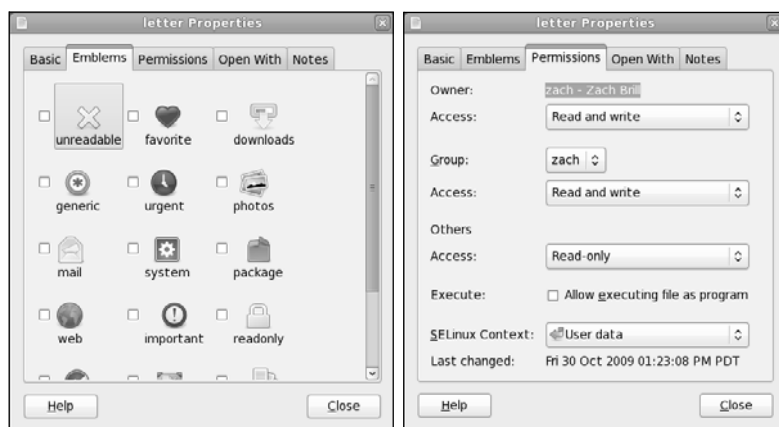 letter Properties
Basic Emblems Permissions Open With Notes
unreadable favorite downloads
generic urgent photos
mail system package
web important readonly
Help Close
letter Properties
Basic Emblems Permissions Open With Notes
Owner: zach - Zach Brill
Access: Read and write
Group: zach
Access: Read and write
Others
Access: Read-only
Execute: Allow executing file as program
SELinux Context: User data
Last changed: Fri 30 Oct 2009 01:23:08 PM PDT
Help Close